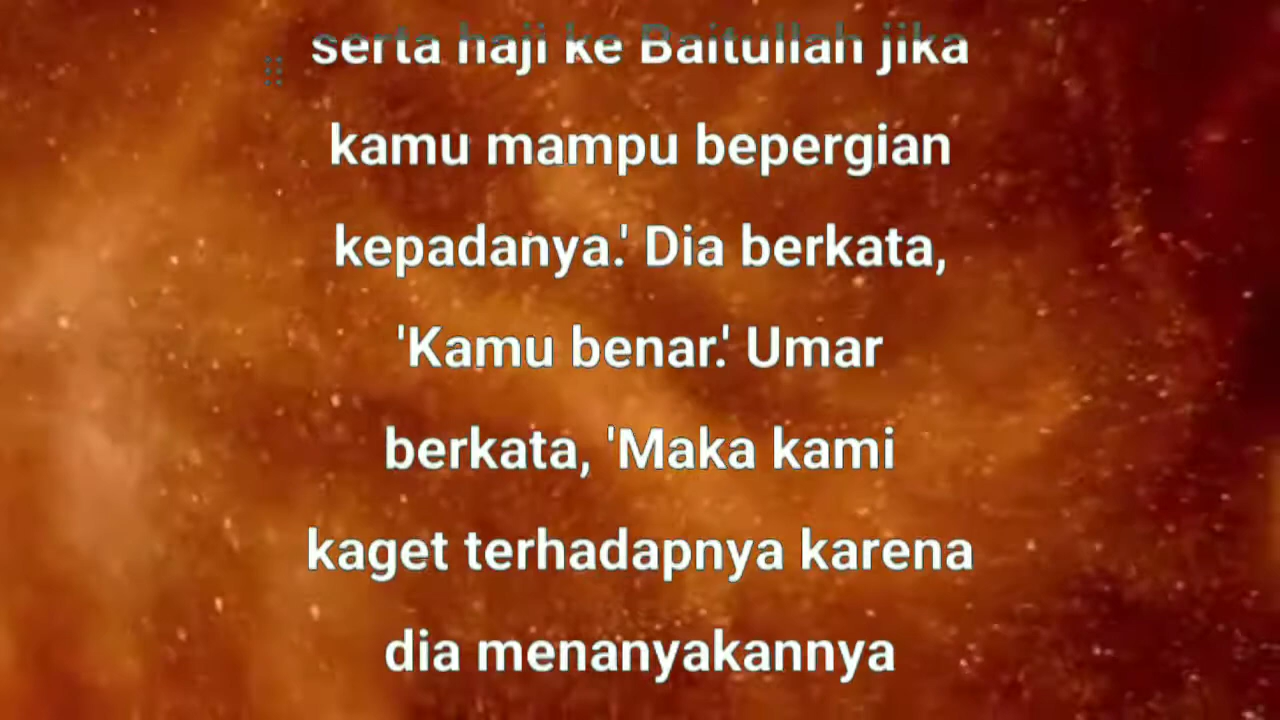 serta haji ke Baitullah jika
kamu mampu bepergian
kepadanya.' Dia berkata,
'Kamu benar.' Umar
berkata, 'Maka kami
kaget terhadapnya karena
dia menanyakannya